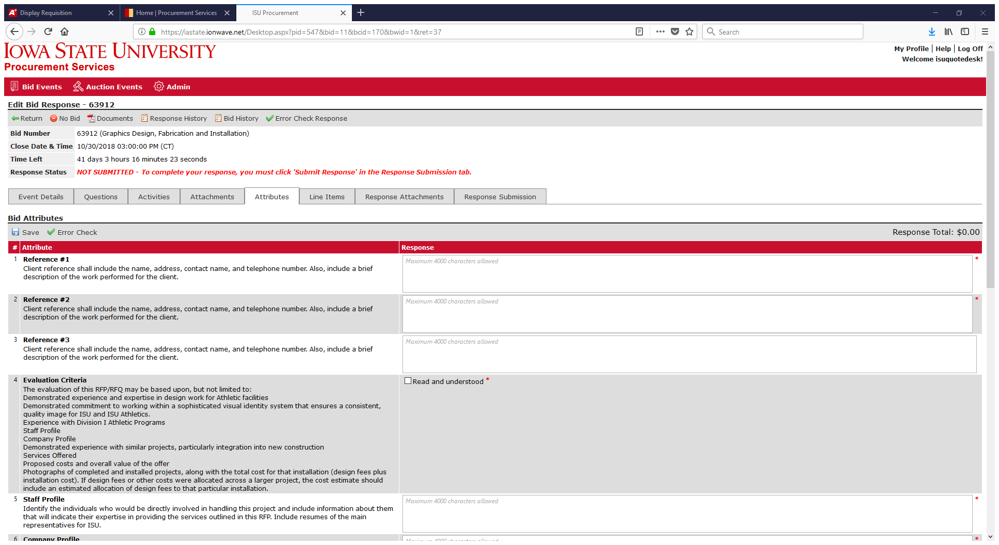 Display Requisition
Home | Procurement Services
ISU Procurement
https://iastate.ionwave.net/Desktop.aspx?pid=547&bid=11&bcid=170&bwid=1&ret=37
Search
IOWA STATE UNIVERSITY
Procurement Services
My Profile | Help | Log Off
Welcome isuquotedesk!
Bid Events Auction Events Admin
Edit Bid Response - 63912
Return No Bid Documents Response History Bid History Error Check Response
Bid Number 63912 (Graphics Design, Fabrication and Installation)
Close Date & Time 10/30/2018 03:00:00 PM (CT)
Time Left 41 days 3 hours 16 minutes 23 seconds
Response Status NOT SUBMITTED - To complete your response, you must click 'Submit Response' in the Response Submission tab.
Event Details Questions Activities Attachments Attributes Line Items Response Attachments Response Submission
Bid Attributes
Save Error Check Response Total: $0.00
# Attribute Response
1 Reference #1
Client reference shall include the name, address, contact name, and telephone number. Also, include a brief
description of the work performed for the client.
Maximum 4000 characters allowed *
2 Reference #2
Client reference shall include the name, address, contact name, and telephone number. Also, include a brief
description of the work performed for the client.
Maximum 4000 characters allowed *
3 Reference #3
Client reference shall include the name, address, contact name, and telephone number. Also, include a brief
description of the work performed for the client.
Maximum 4000 characters allowed
4 Evaluation Criteria
The evaluation of this RFP/RFQ may be based upon, but not limited to:
Demonstrated experience and expertise in design work for Athletic facilities
Demonstrated commitment to working within a sophisticated visual identity system that ensures a consistent,
quality image for ISU and ISU Athletics.
Experience with Division I Athletic Programs
Staff Profile
Company Profile
Demonstrated experience with similar projects, particularly integration into new construction
Services Offered
Proposed costs and overall value of the offer
Photographs of completed and installed projects, along with the total cost for that installation (design fees plus
installation cost). If design fees or other costs were allocated across a larger project, the cost estimate should
include an estimated allocation of design fees to that particular installation.
Read and understood *
5 Staff Profile
Identify the individuals who would be directly involved in handling this project and include information about them
that will indicate their expertise in providing the services outlined in this RFP. Include resumes of the main
representatives for ISU.
Maximum 4000 characters allowed *
6 Company Profile
Maximum 4000 characters allowed *